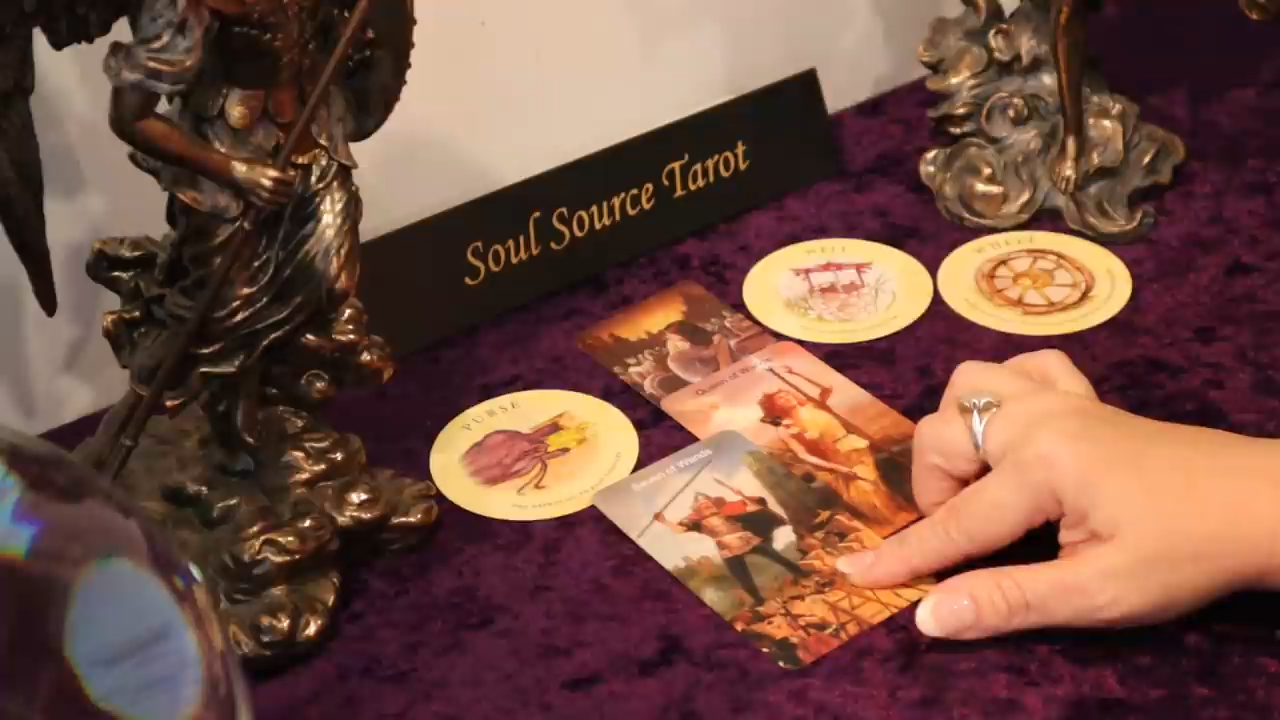 Soul Source Tarot
WELL
WHEEL
Queen of Wands
PURSE
Seven of Wands